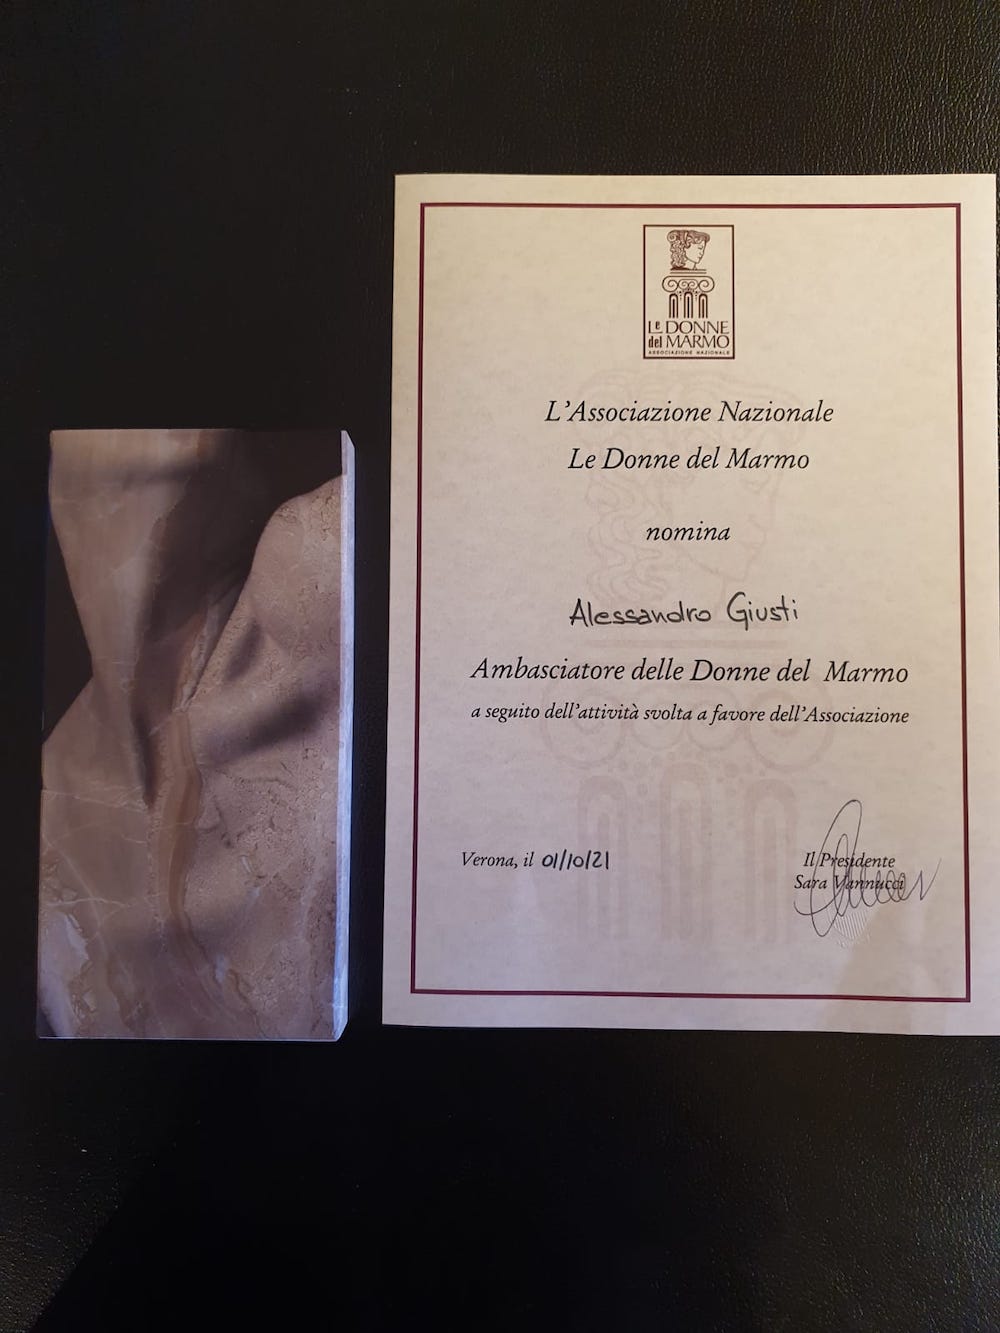 Le DONNE
del MARMO
ASSOCIAZIONE NAZIONALE
L'Associazione Nazionale
Le Donne del Marmo
nomina
Alessandro Giusti
Ambasciatore delle Donne del Marmo
a seguito dell'attività svolta a favore dell'Associazione
Verona, il 01/10/21
Il Presidente
Sara Vannucci